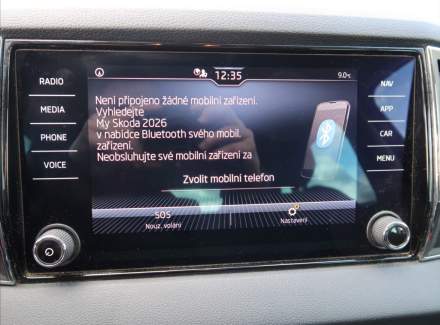 12:35
9.0°C
RADIO
MEDIA
PHONE
VOICE
Není připojeno žádné mobilní zařízení.
Vyhledejte
My Skoda 2026
v nabídce Bluetooth svého mobil.
zařízení.
Neobsluhujte své mobilní zařízení za
Zvolit mobilní telefon
SOS
Nouz. volání
Nastavení
NAV
APP
CAR
MENU